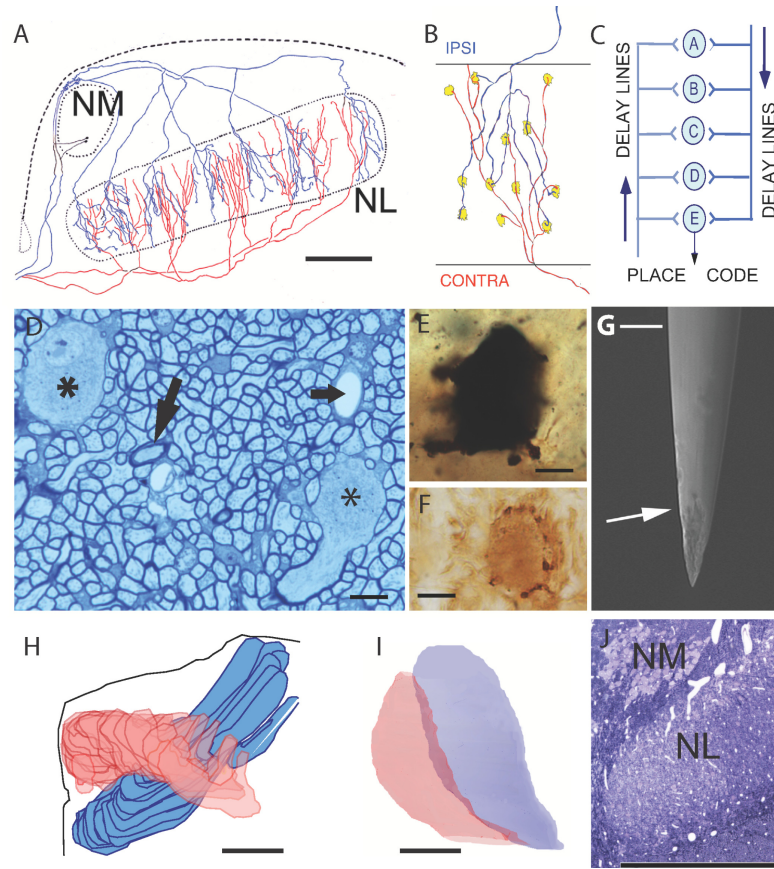 A
NM
NL
B
IPSI
CONTRA
C
DELAY LINES
A
B
C
D
E
DELAY LINES
PLACE CODE
D
*
*
E
F
G
H
I
J
NM
NL